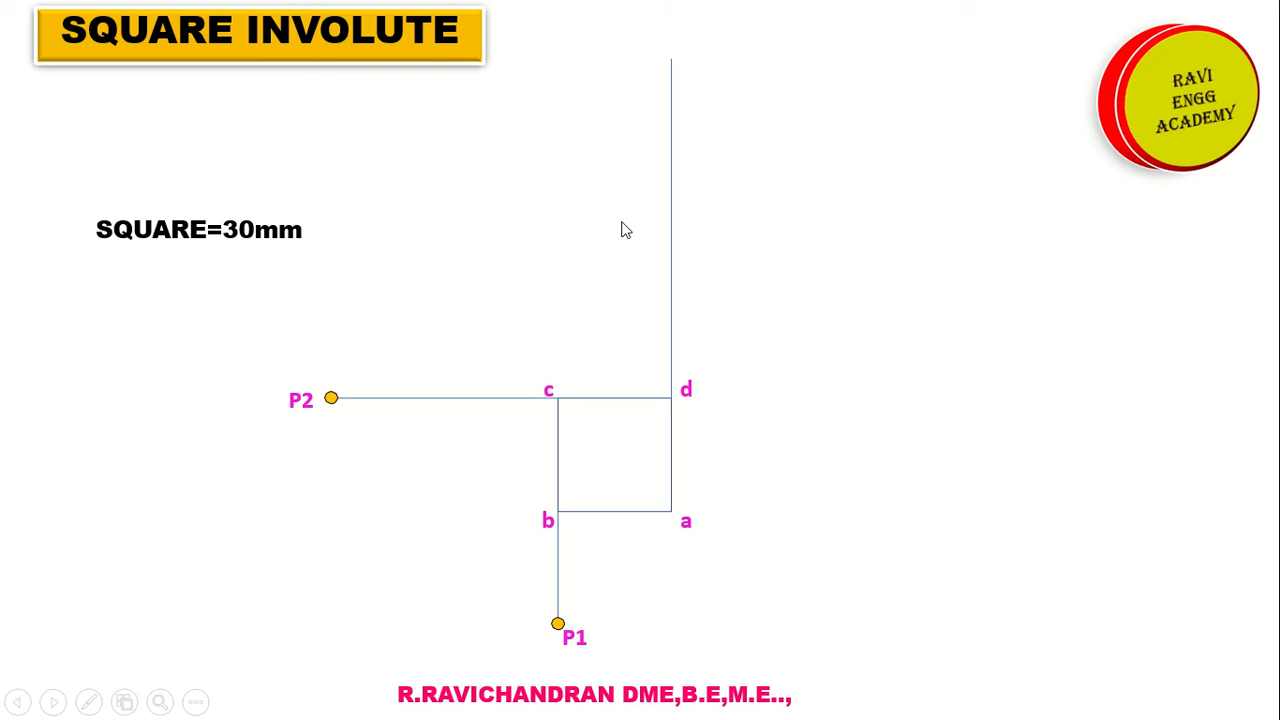 SQUARE INVOLUTE
RAVI
ENGG
ACADEMY
SQUARE=30mm
c
d
P2
b
a
P1
R.RAVICHANDRAN DME,B.E,M.E..,